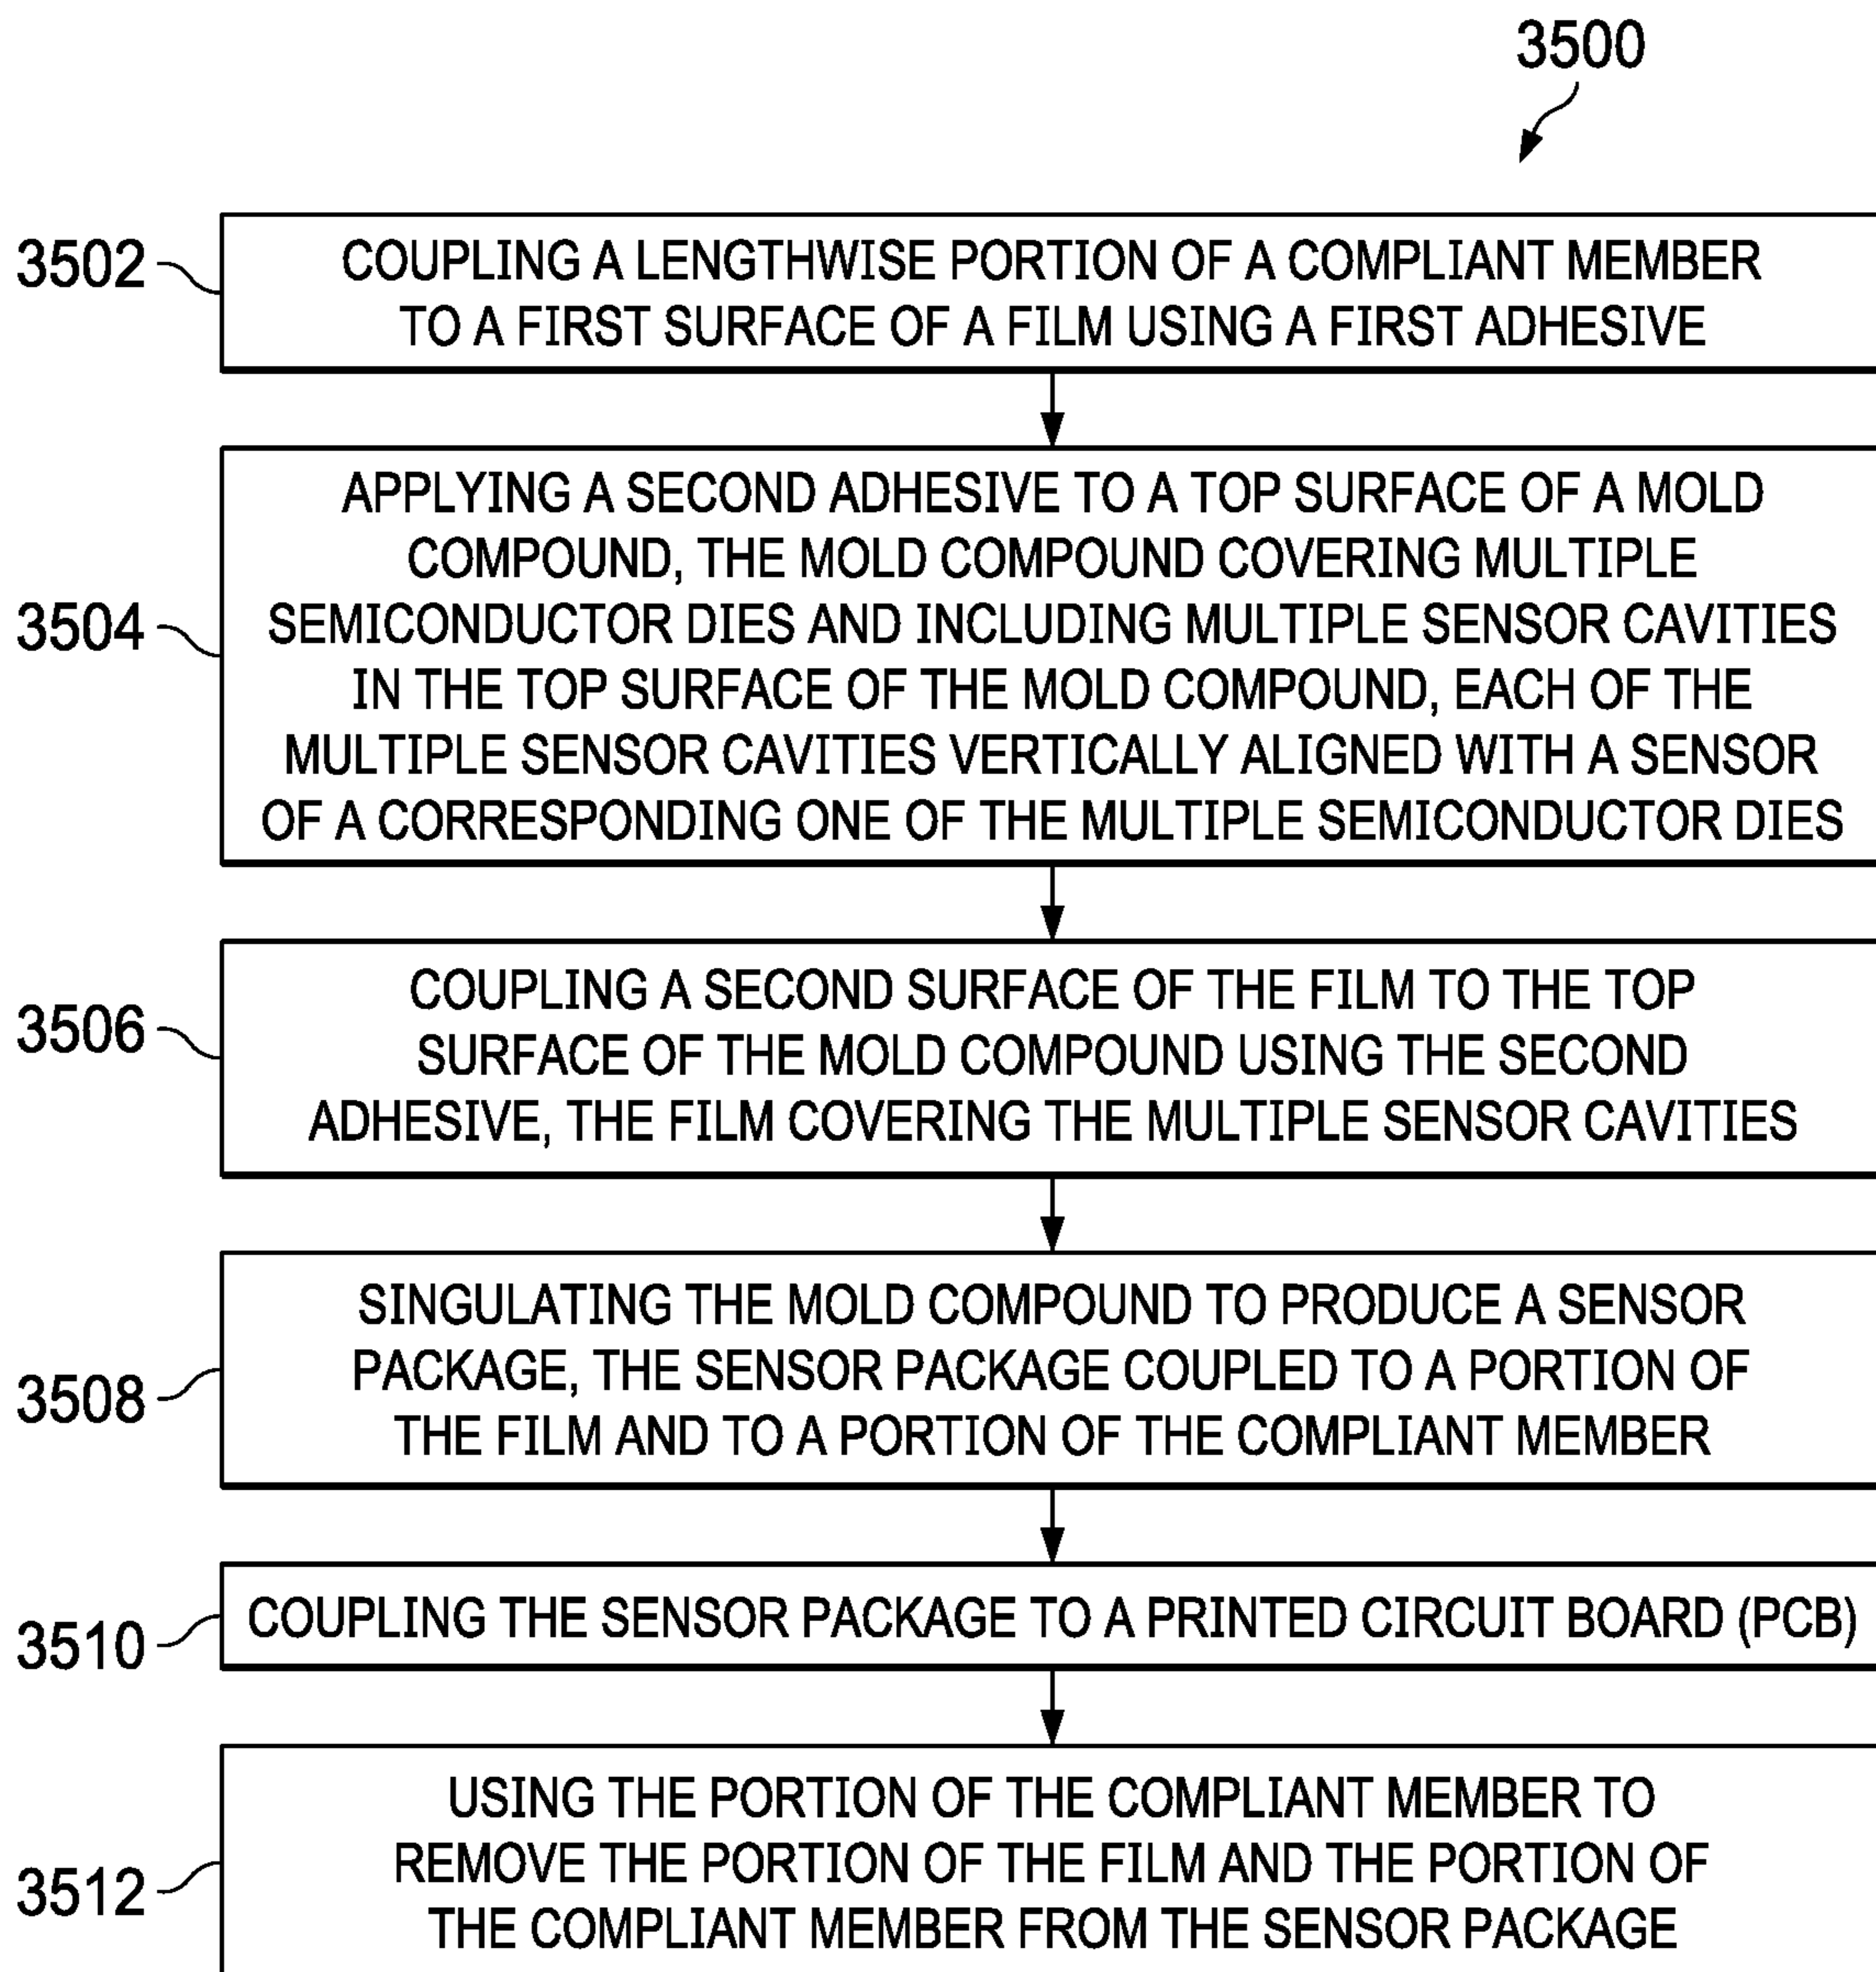 3500
3502
COUPLING A LENGTHWISE PORTION OF A COMPLIANT MEMBER
TO A FIRST SURFACE OF A FILM USING A FIRST ADHESIVE
3504
APPLYING A SECOND ADHESIVE TO A TOP SURFACE OF A MOLD
COMPOUND, THE MOLD COMPOUND COVERING MULTIPLE
SEMICONDUCTOR DIES AND INCLUDING MULTIPLE SENSOR CAVITIES
IN THE TOP SURFACE OF THE MOLD COMPOUND, EACH OF THE
MULTIPLE SENSOR CAVITIES VERTICALLY ALIGNED WITH A SENSOR
OF A CORRESPONDING ONE OF THE MULTIPLE SEMICONDUCTOR DIES
3506
COUPLING A SECOND SURFACE OF THE FILM TO THE TOP
SURFACE OF THE MOLD COMPOUND USING THE SECOND
ADHESIVE, THE FILM COVERING THE MULTIPLE SENSOR CAVITIES
3508
SINGULATING THE MOLD COMPOUND TO PRODUCE A SENSOR
PACKAGE, THE SENSOR PACKAGE COUPLED TO A PORTION OF
THE FILM AND TO A PORTION OF THE COMPLIANT MEMBER
3510
COUPLING THE SENSOR PACKAGE TO A PRINTED CIRCUIT BOARD (PCB)
3512
USING THE PORTION OF THE COMPLIANT MEMBER TO
REMOVE THE PORTION OF THE FILM AND THE PORTION OF
THE COMPLIANT MEMBER FROM THE SENSOR PACKAGE